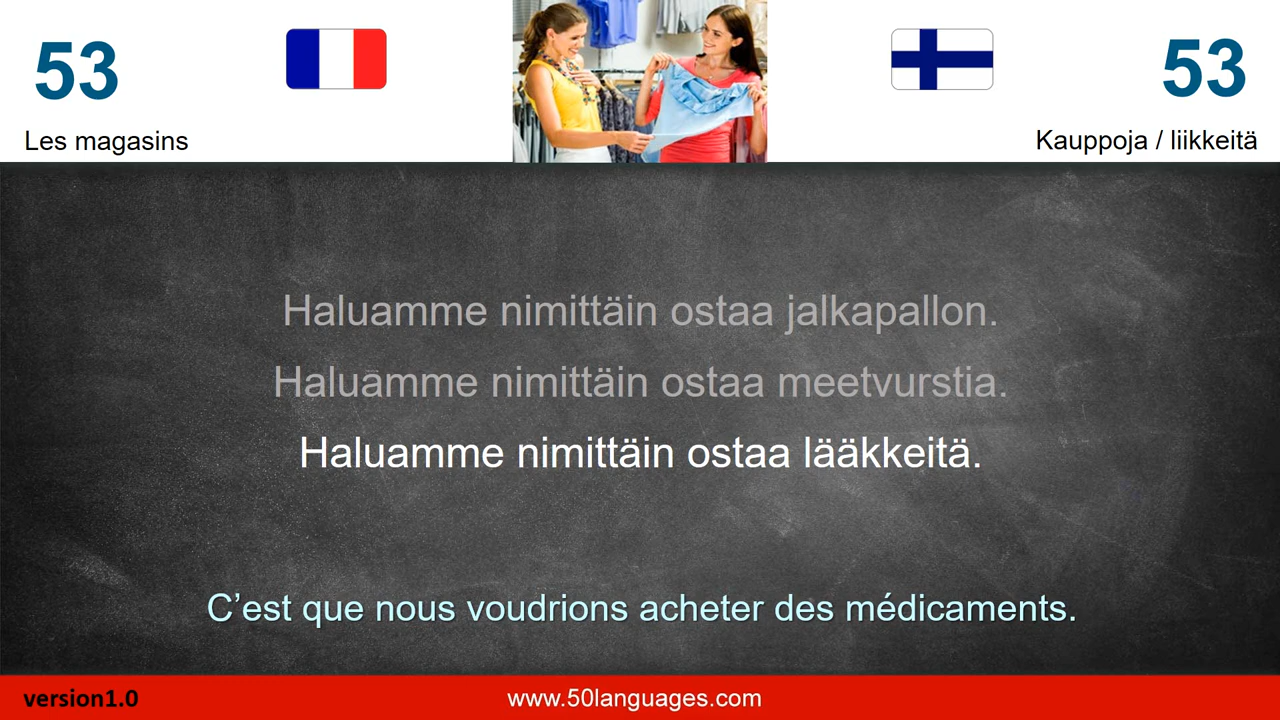 53
53
Les magasins
Kauppoja / liikkeitä
Haluamme nimittäin ostaa jalkapallon.
Haluamme nimittäin ostaa meetvurstia.
Haluamme nimittäin ostaa lääkkeitä.
C’est que nous voudrions acheter des médicaments.
version1.0
www.50languages.com